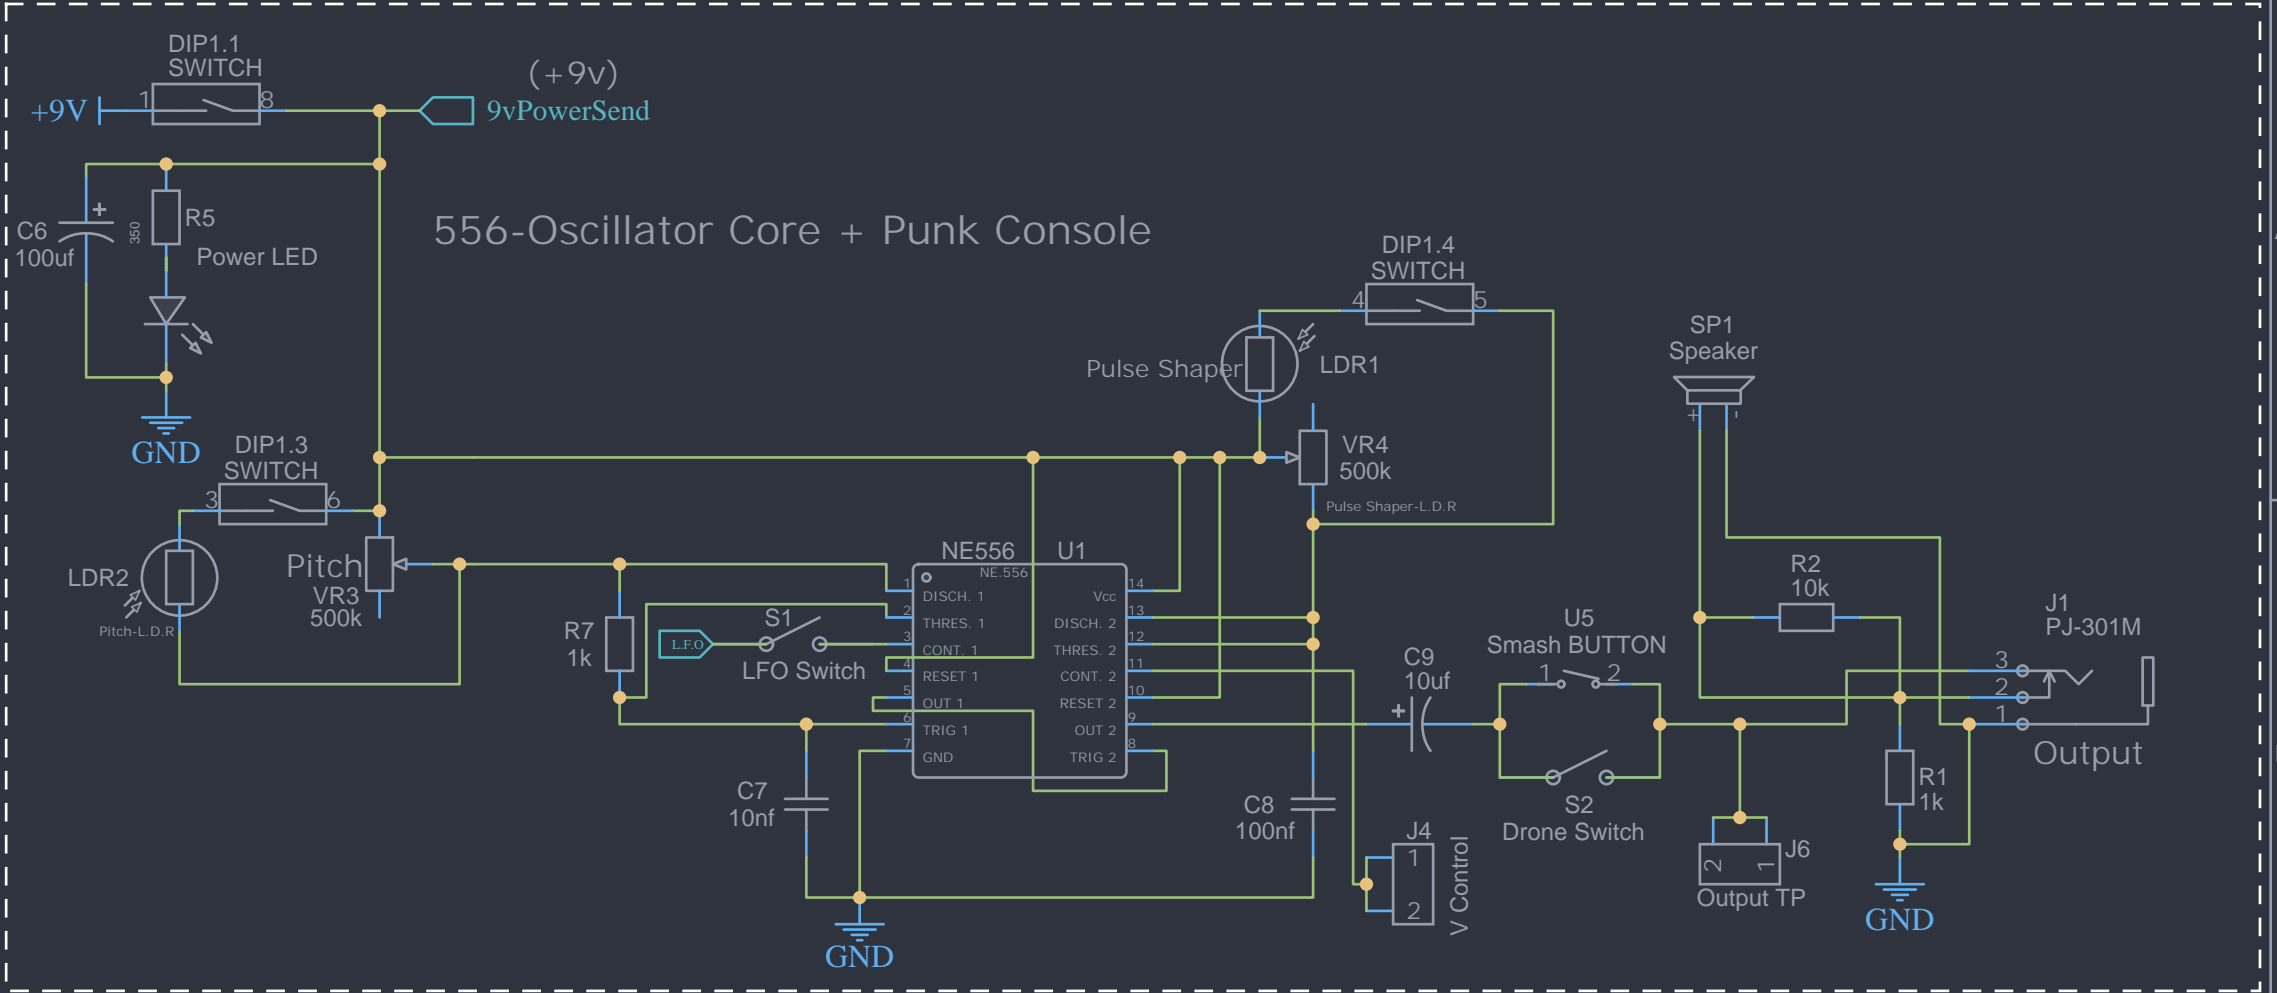 DIP1.1
SWITCH
(+9v)
+9V
1
8
9vPowerSend
C6
100uf
+
350
R5
Power LED
GND
556-Oscillator Core + Punk Console
DIP1.4
SWITCH
4
5
Pulse Shaper
LDR1
VR4
500k
Pulse Shaper-L.D.R
SP1
Speaker
+
-
DIP1.3
SWITCH
3
6
LDR2
Pitch-L.D.R
Pitch
VR3
500k
R7
1k
L.F.O
S1
LFO Switch
NE556
U1
NE.556
1
DISCH. 1
2
THRES. 1
3
CONT. 1
4
RESET 1
5
OUT 1
6
TRIG 1
7
GND
14
Vcc
13
DISCH. 2
12
THRES. 2
11
CONT. 2
10
RESET 2
9
OUT 2
8
TRIG 2
C7
10nf
C8
100nf
GND
J4
1
2
V Control
C9
10uf
+
U5
Smash BUTTON
1
2
S2
Drone Switch
R2
10k
J1
PJ-301M
3
2
1
Output
R1
1k
J6
2
1
Output TP
GND